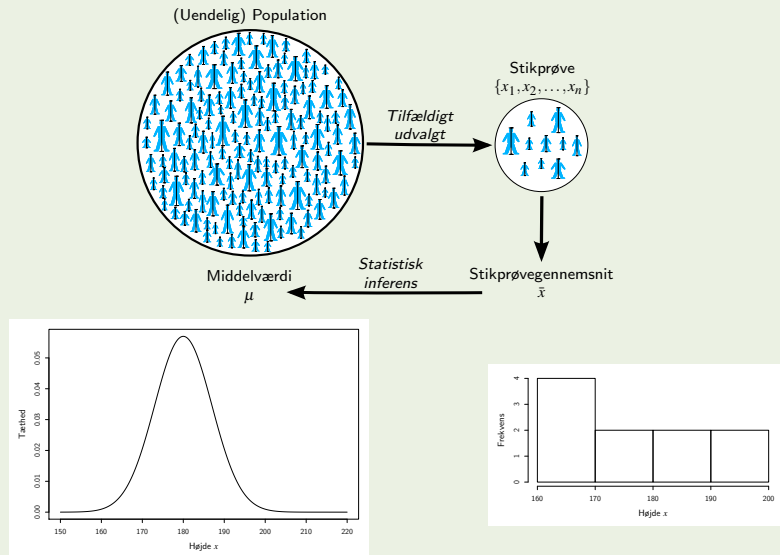 (Uendelig) Population
Tilfældigt
udvalgt
Stikprøve
{x₁, x₂, . . . , xₙ}
Middelværdi
μ
Statistisk
inferens
Stikprøvegennemsnit
x̄
Tæthed
0.05
0.04
0.03
0.02
0.01
0.00
150 160 170 180 190 200 210 220
Højde x
Frekvens
4
3
2
1
0
160 170 180 190 200
Højde x